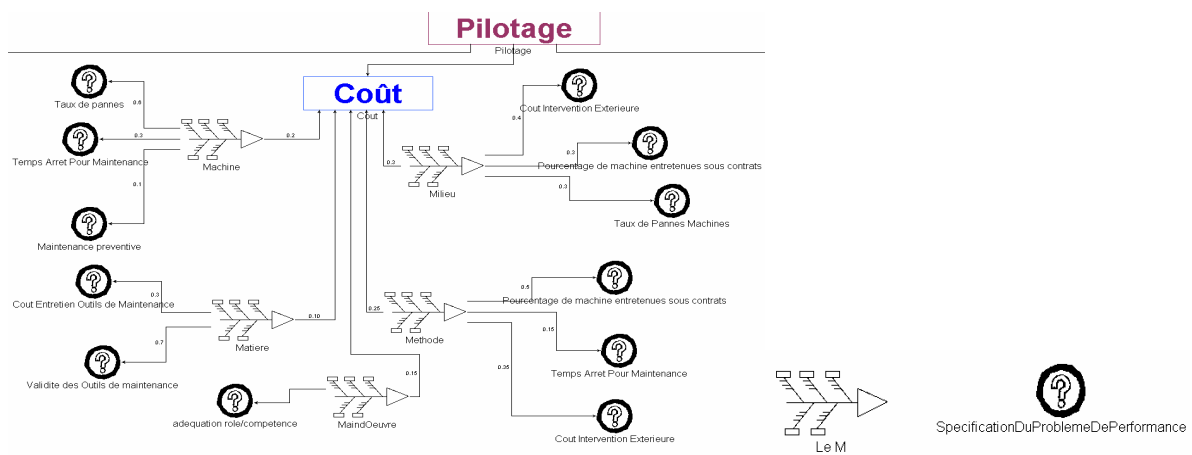 Pilotage
Pilotage
Coût
Cout
Taux de pannes
0.6
Temps Arret Pour Maintenance
0.3
0.1
Maintenance preventive
Machine
0.2
Cout Intervention Exterieure
0.4
Pourcentage de machine entretenues sous contrats
0.3
0.3
Taux de Pannes Machines
0.3
Milieu
Cout Entretien Outils de Maintenance
0.3
0.7
Validite des Outils de maintenance
Matiere
0.10
Pourcentage de machine entretenues sous contrats
0.5
0.25
Methode
0.15
Temps Arret Pour Maintenance
0.35
Cout Intervention Exterieure
adequation role/competence
MaindOeuvre
0.15
Le M
SpecificationDuProblemeDePerformance